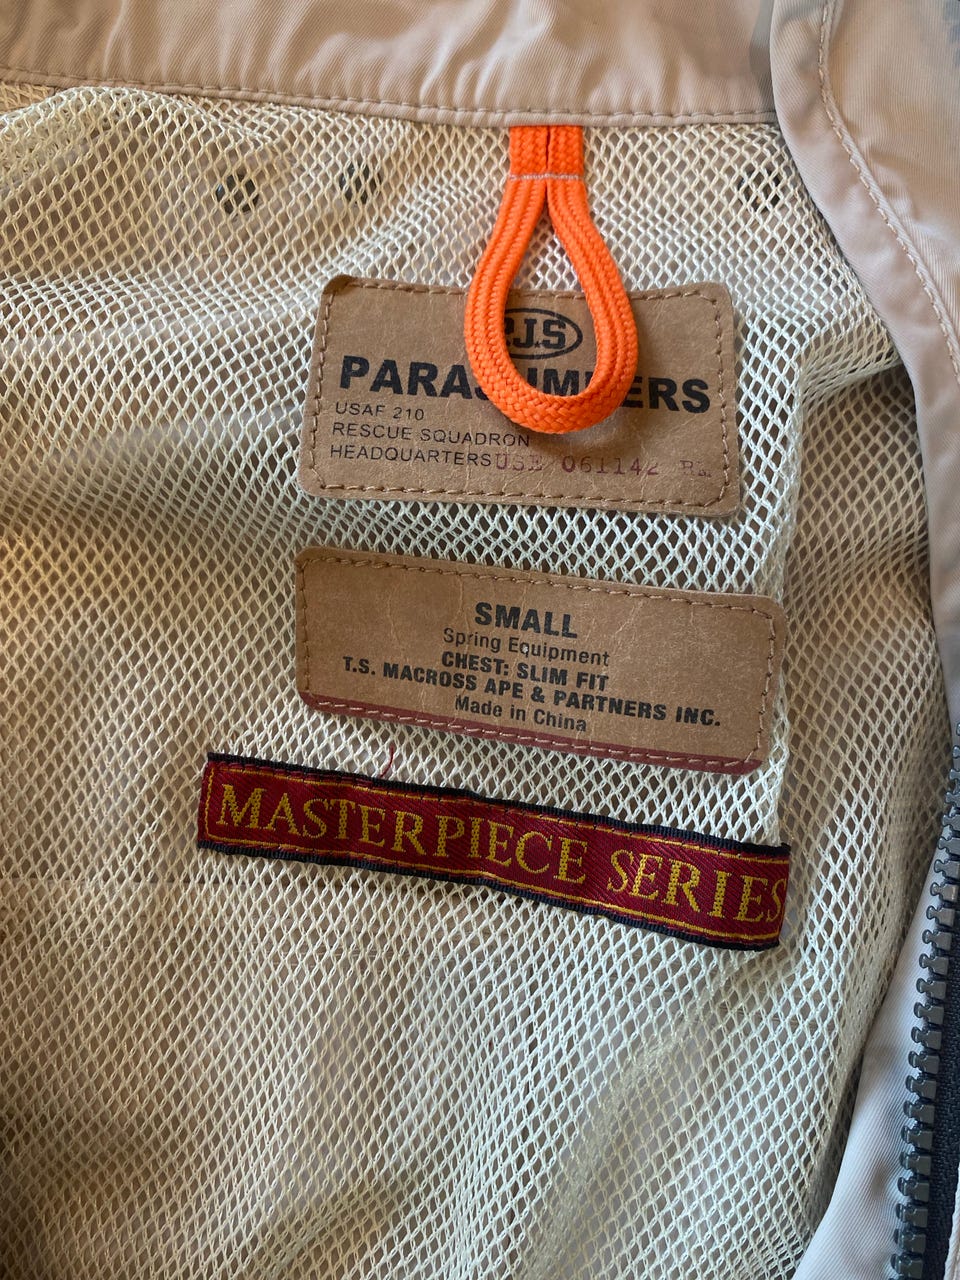 P.J.S
PARAJUMPERS
USAF 210
RESCUE SQUADRON
HEADQUARTERS USE 061142
SMALL
Spring Equipment
CHEST: SLIM FIT
T.S. MACROSS APE & PARTNERS INC.
Made in China
MASTERPIECE SERIES